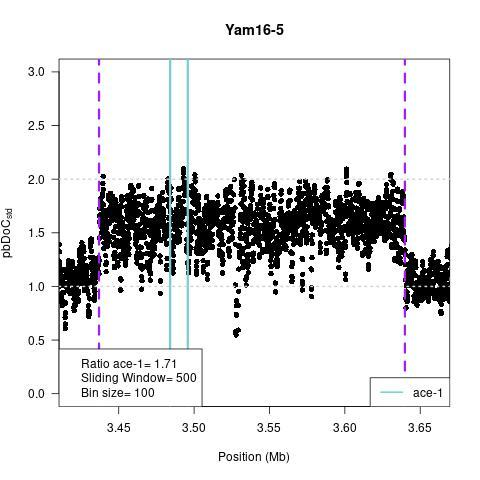 Yam16-5
pbDoCstd
3.0
2.5
2.0
1.5
1.0
0.5
0.0
Ratio ace-1= 1.71
Sliding Window= 500
Bin size= 100
ace-1
3.45 3.50 3.55 3.60 3.65
Position (Mb)